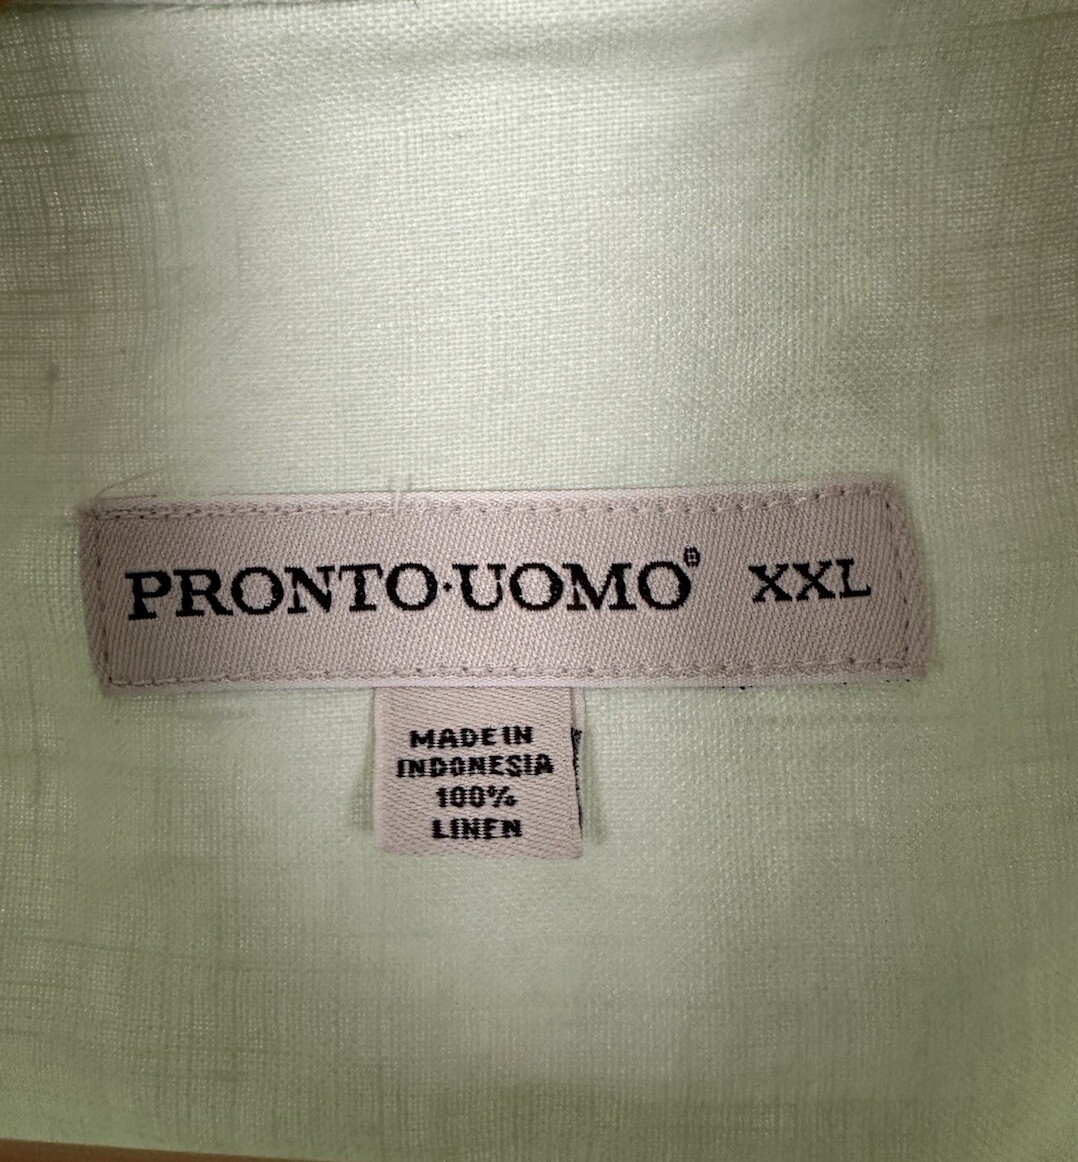 PRONTO·UOMO® XXL
MADE IN
INDONESIA
100%
LINEN